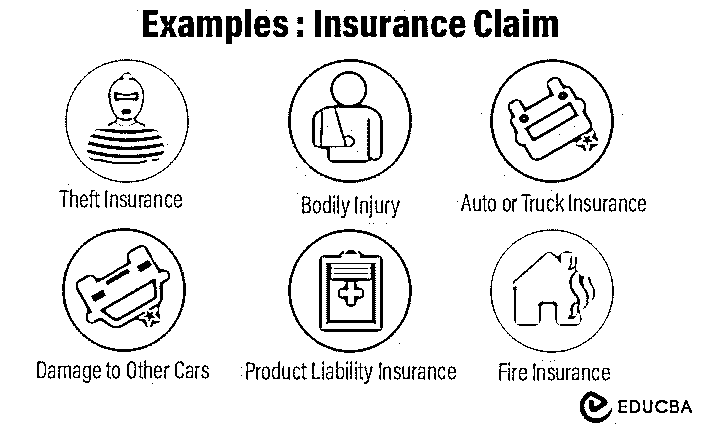 Examples : Insurance Claim
Theft Insurance
Bodily Injury
Auto or Truck Insurance
Damage to Other Cars
Product Liability Insurance
Fire Insurance
EDUCBA